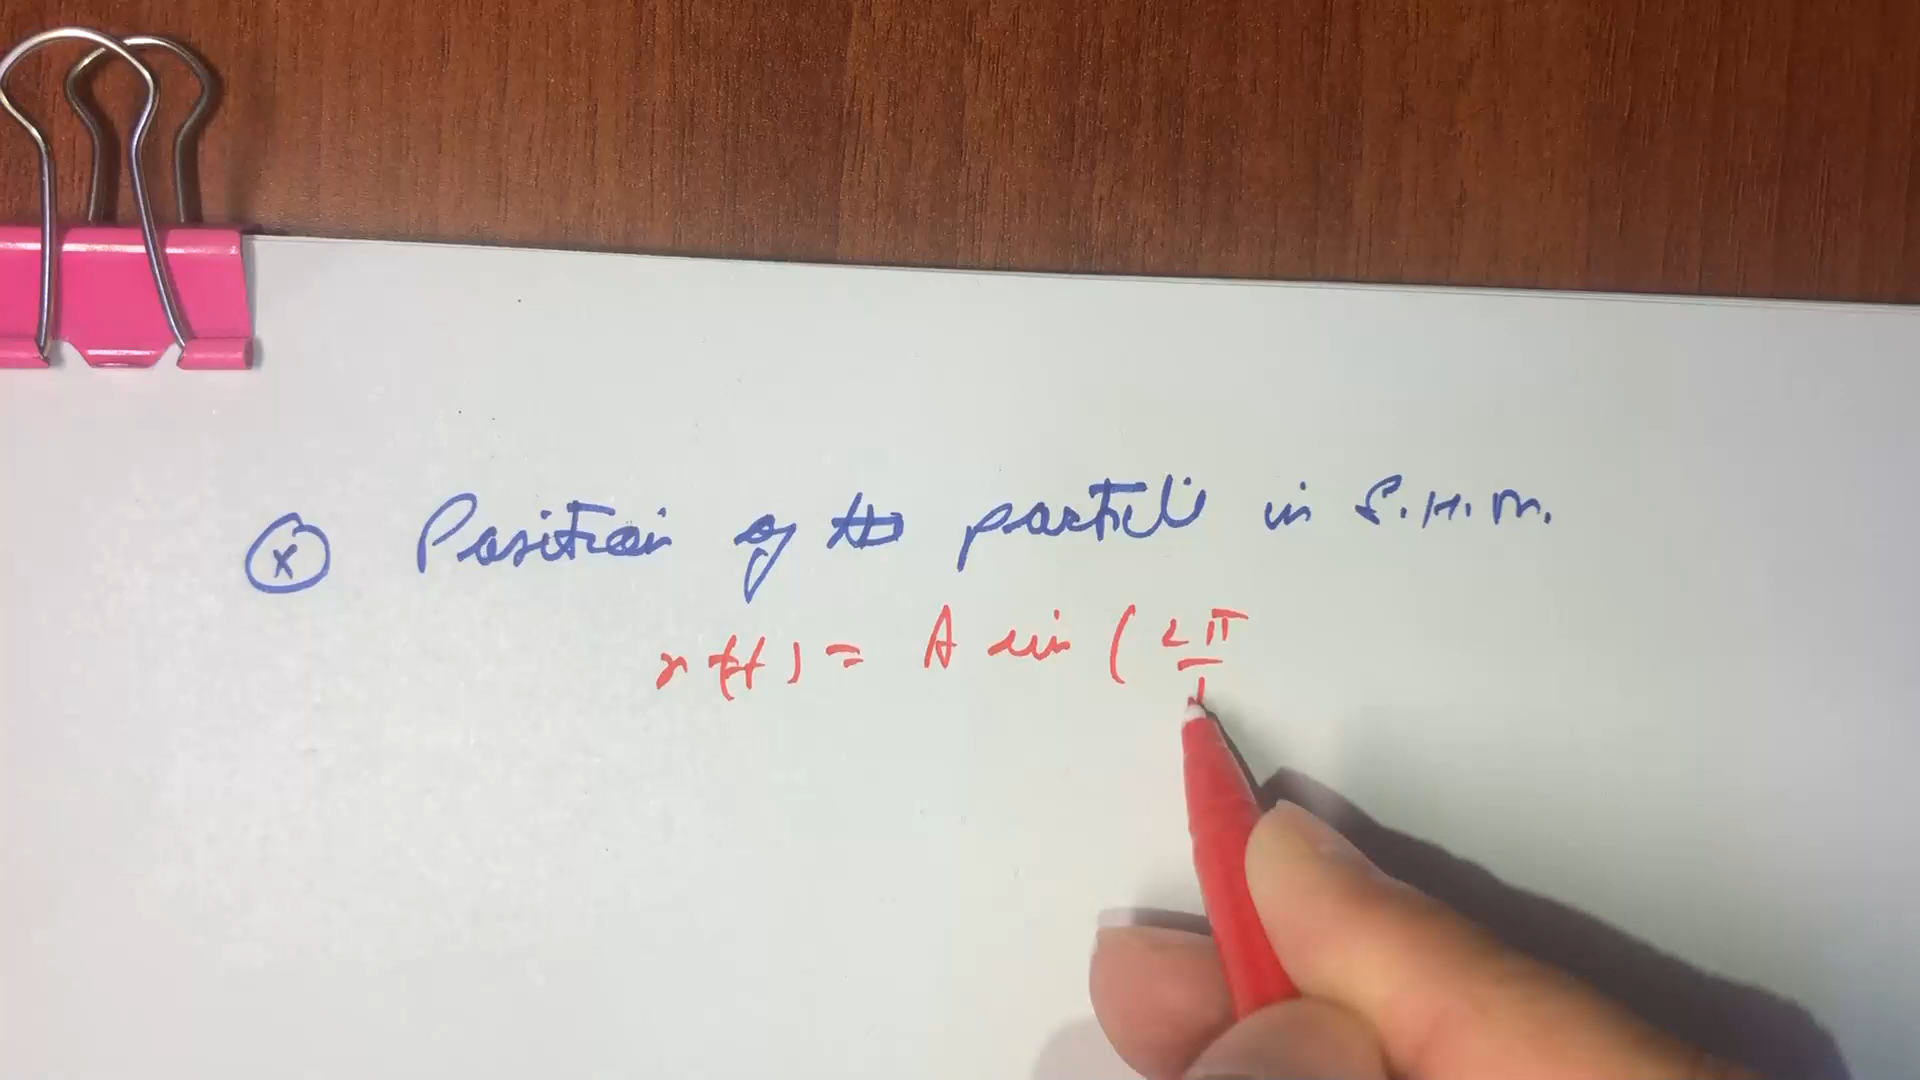 ⓧ Position of the particle in S.H.M.
x(t) = A sin ( 2π